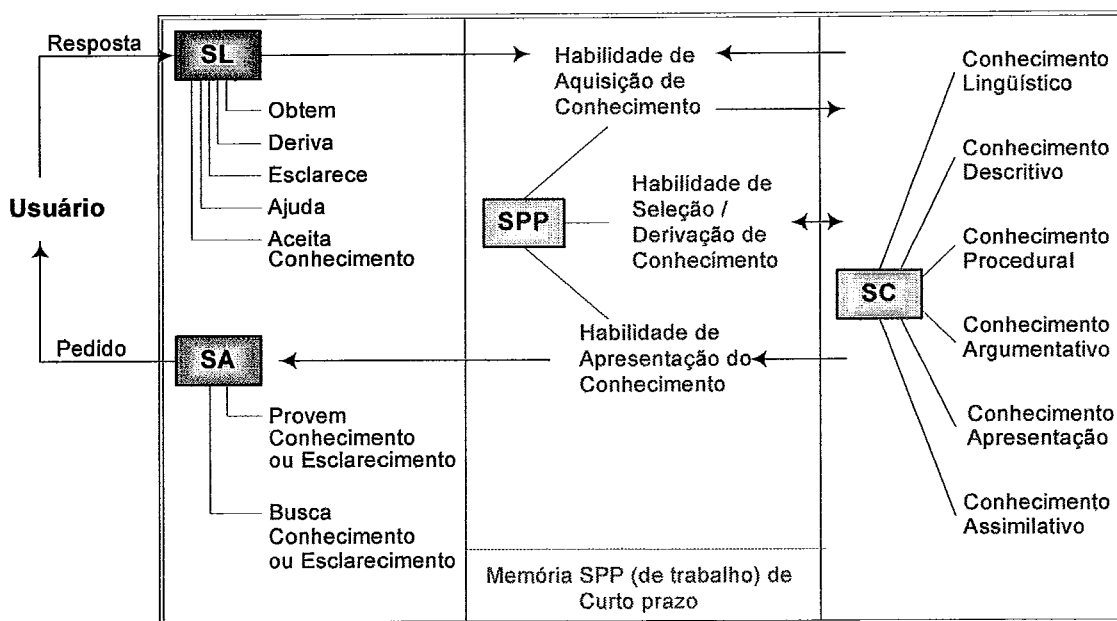 Resposta
Usuário
Pedido
SL
Obtem
Deriva
Esclarece
Ajuda
Aceita
Conhecimento
SA
Provem
Conhecimento
ou Esclarecimento
Busca
Conhecimento
ou Esclarecimento
Habilidade de
Aquisição de
Conhecimento
SPP
Habilidade de
Seleção /
Derivação de
Conhecimento
Habilidade de
Apresentação do
Conhecimento
Memória SPP (de trabalho) de
Curto prazo
SC
Conhecimento
Lingüístico
Conhecimento
Descritivo
Conhecimento
Procedural
Conhecimento
Argumentativo
Conhecimento
Apresentação
Conhecimento
Assimilativo